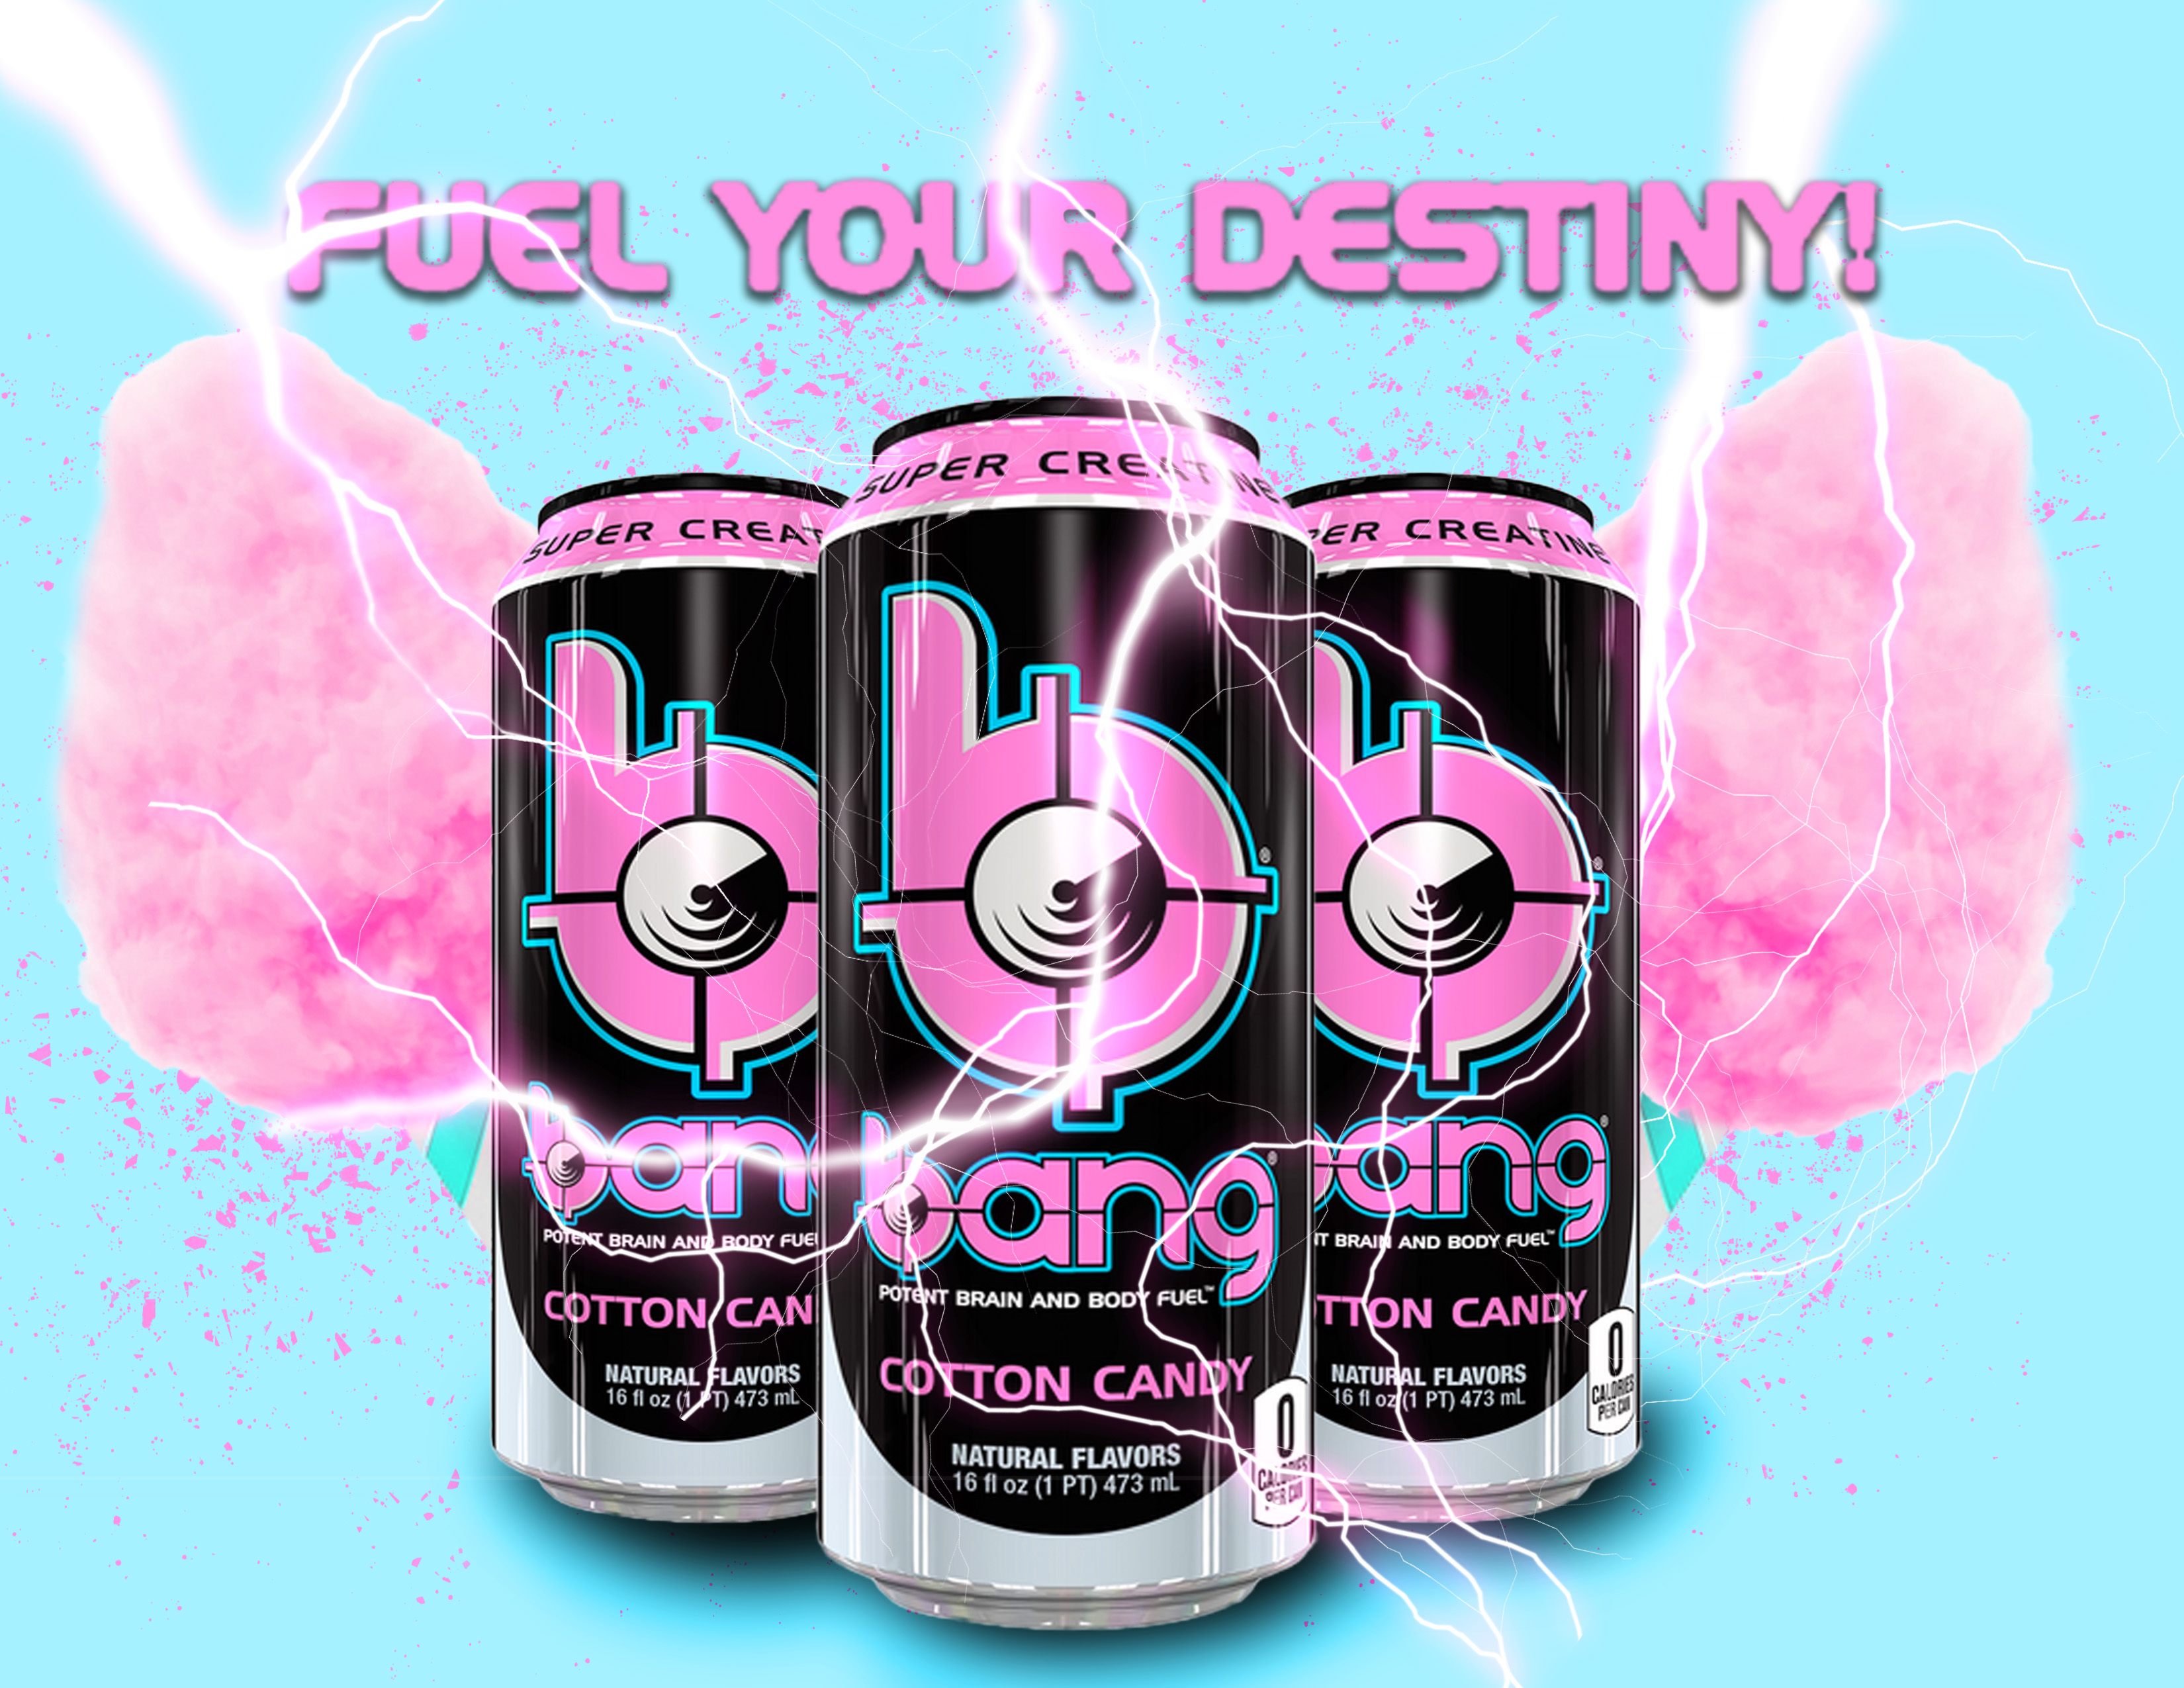 FUEL YOUR DESTINY!
SUPER CREAT
SUPER CREATINE
PER CREATINE
bang
POTENT BRAIN AND BODY FUEL
COTTON CAN
NATURAL FLAVORS
16 fl oz (1 PT) 473 mL
bang®
POTENT BRAIN AND BODY FUEL™
COTTON CANDY
NATURAL FLAVORS
16 fl oz (1 PT) 473 mL
0
CALORIES
PER CAN
bang®
T BRAIN AND BODY FUEL™
TTON CANDY
NATURAL FLAVORS
16 fl oz (1 PT) 473 mL
0
CALORIES
PER CAN